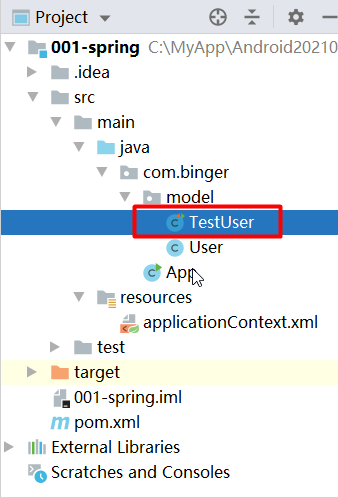 Project
001-spring C:\MyApp\Android20210
.idea
src
main
java
com.binger
model
TestUser
User
App
resources
applicationContext.xml
test
target
001-spring.iml
pom.xml
External Libraries
Scratches and Consoles